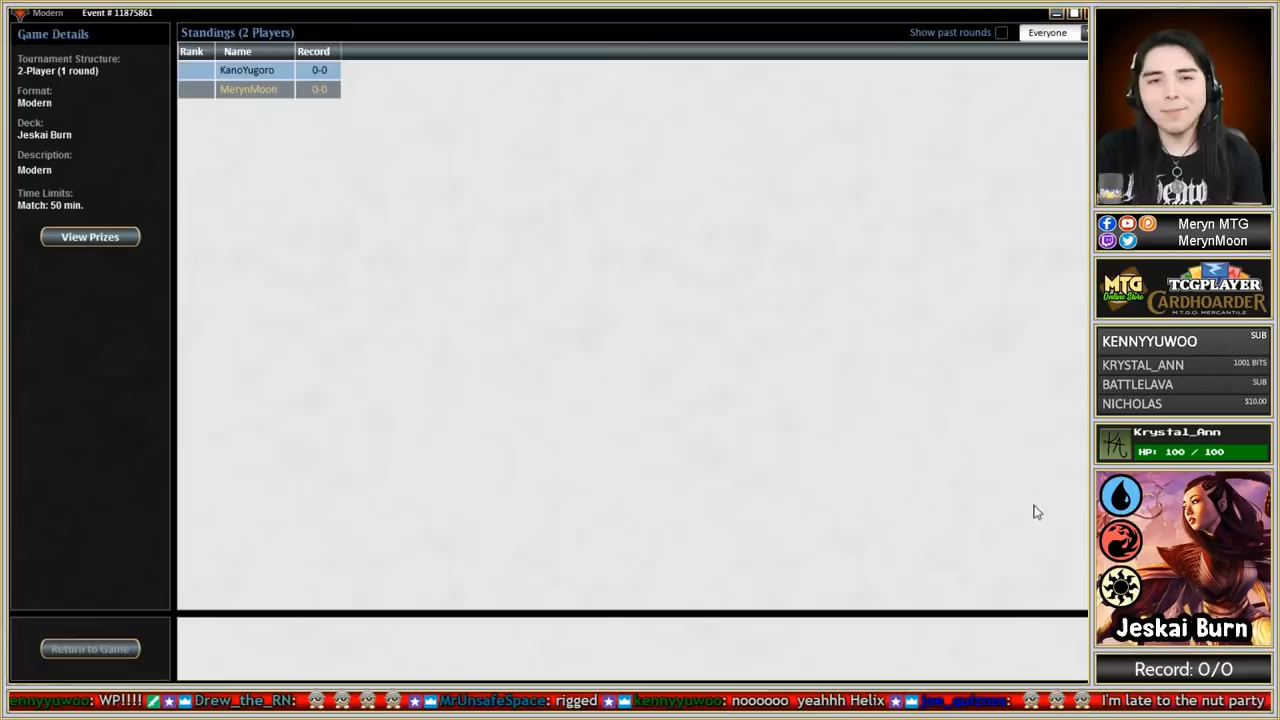 Modern Event # 11875861
Game Details
Tournament Structure:
2-Player (1 round)
Format:
Modern
Deck:
Jeskai Burn
Description:
Modern
Time Limits:
Match: 50 min.
View Prizes
Return to Game
Standings (2 Players)
Show past rounds
Everyone
Rank Name Record
KanoYugoro 0-0
MerynMoon 0-0
Meryn MTG
MerynMoon
MTG
Online Store
TCGPLAYER
CARDHOARDER
M.T.G.O. MERCANTILE
KENNYYUWOO SUB
KRYSTAL_ANN 1001 BITS
BATTLELAVA SUB
NICHOLAS $10.00
Krystal_Ann
HP: 100 / 100
Jeskai Burn
Record: 0/0
ennyyuwoo: WP!!!! Drew_the_RN: MrUnsafeSpace: rigged kennyyuwoo: noooooo yeahhh Helix I'm late to the nut party